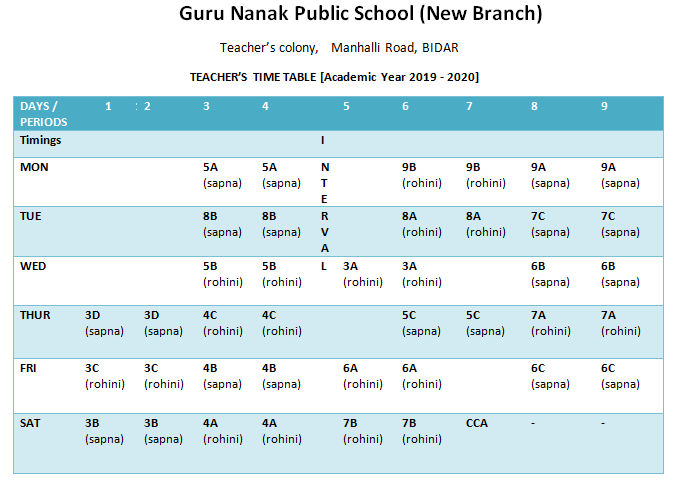 Guru Nanak Public School (New Branch)
Teacher's colony, Manhalli Road, BIDAR
TEACHER'S TIME TABLE [Academic Year 2019 - 2020]
DAYS / PERIODS 1 : 2 3 4 5 6 7 8 9
Timings I
MON 5A 5A N 9B 9B 9A 9A
(sapna) (sapna) T (rohini) (rohini) (sapna) (sapna)
E
TUE 8B 8B R 8A 8A 7C 7C
(sapna) (sapna) V (rohini) (rohini) (sapna) (sapna)
A
WED 5B 5B L 3A 3A 6B 6B
(rohini) (rohini) (rohini) (rohini) (sapna) (sapna)
THUR 3D 3D 4C 4C 5C 5C 7A 7A
(sapna) (sapna) (rohini) (rohini) (sapna) (sapna) (rohini) (rohini)
FRI 3C 3C 4B 4B 6A 6A 6C 6C
(rohini) (rohini) (sapna) (sapna) (rohini) (rohini) (sapna) (sapna)
SAT 3B 3B 4A 4A 7B 7B CCA - -
(sapna) (sapna) (rohini) (rohini) (rohini) (rohini)